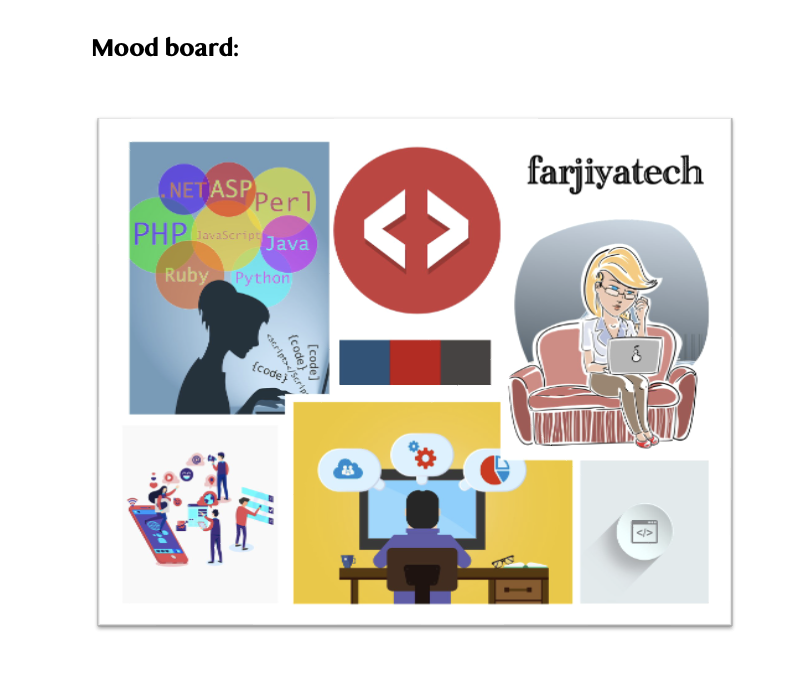 Mood board:
farjiyatech
.NET
ASP
Perl
PHP
JavaScript
Java
Ruby
Python
[code]
{code}
<script></script>
{code}
</>